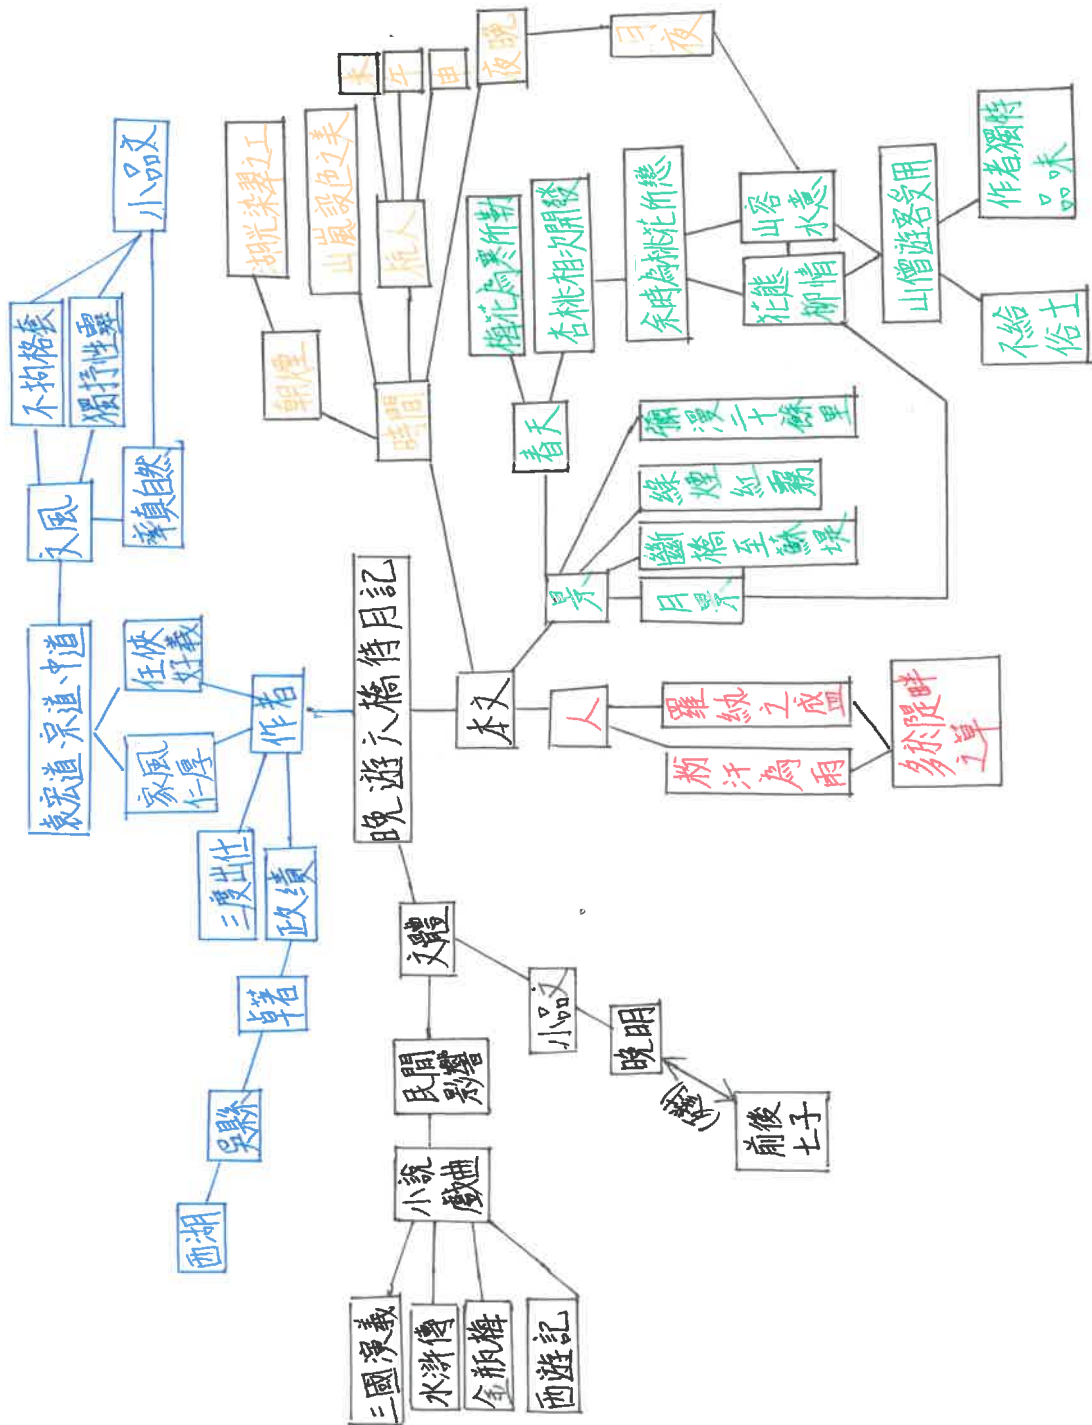 袁宏道、宗道、中道
文風
不拘格套
獨抒性靈
率真自然
小品文
任俠
好義
家風
仁厚
作者
三度出仕
政績
卓著
吳縣
西湖
晚遊六橋待月記
文體
民間
影響
小說
戲曲
三國演義
水滸傳
金瓶梅
西遊記
小品文
晚明
前後
七子
本文
時間
朝煙
湖光染翠之工
山嵐設色之美
杭人
未
午
申
夜晚
月夜
景
春天
梅花為寒所勒
杏桃相次開發
余時為桃花所戀
山容
水意
花態
柳情
山僧遊客受用
作者獨特
品味
不給
俗士
瀰漫二十餘里
綠煙紅霧
斷橋至蘇堤
月景
人
羅紈之盛
粉汗為雨
多於隄畔
之草